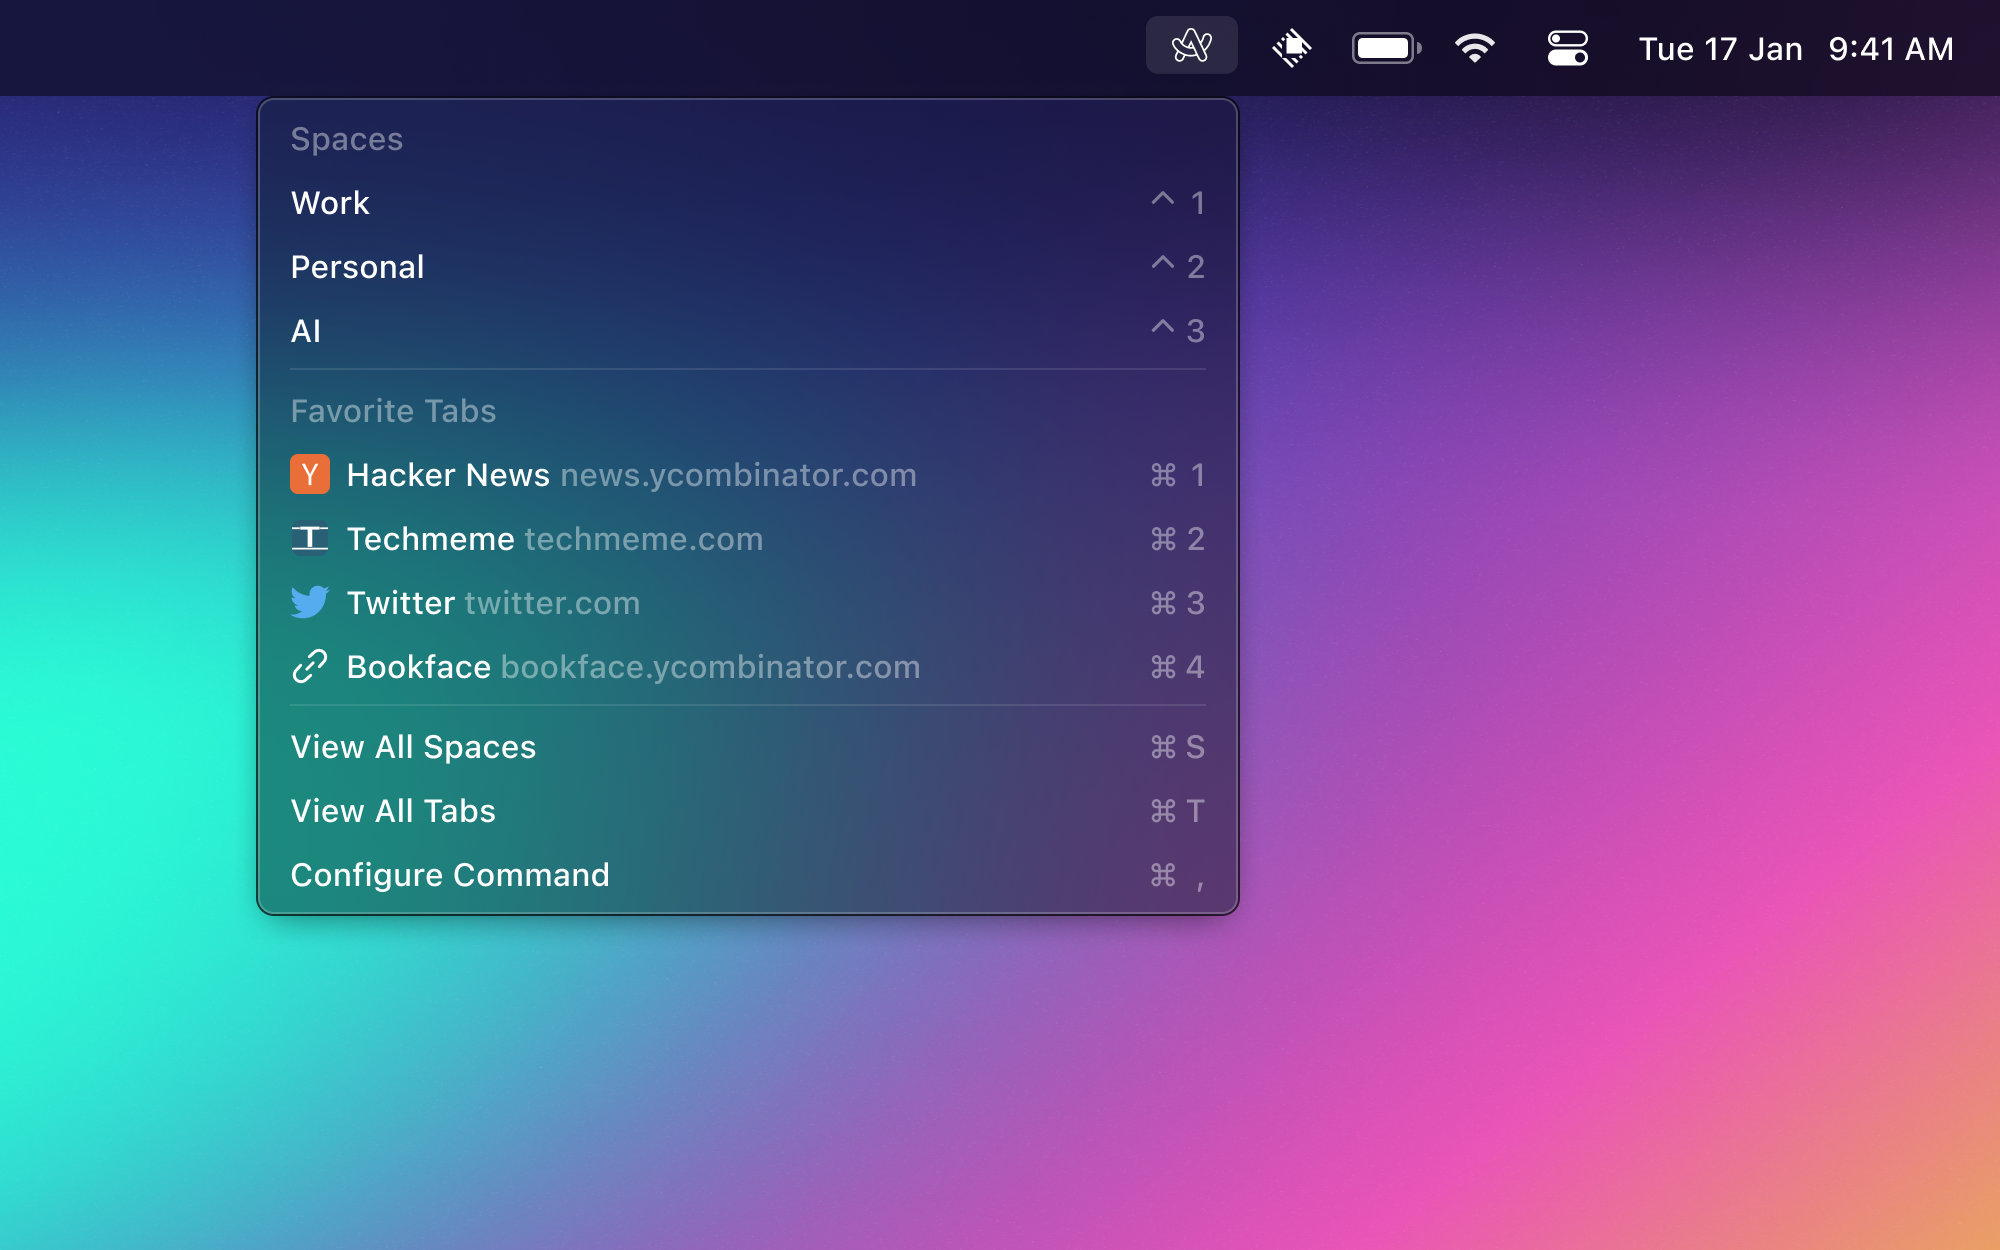 Tue 17 Jan 9:41 AM
Spaces
Work ^ 1
Personal ^ 2
AI ^ 3
Favorite Tabs
Y Hacker News news.ycombinator.com ⌘ 1
T Techmeme techmeme.com ⌘ 2
Twitter twitter.com ⌘ 3
Bookface bookface.ycombinator.com ⌘ 4
View All Spaces ⌘ S
View All Tabs ⌘ T
Configure Command ⌘ ,